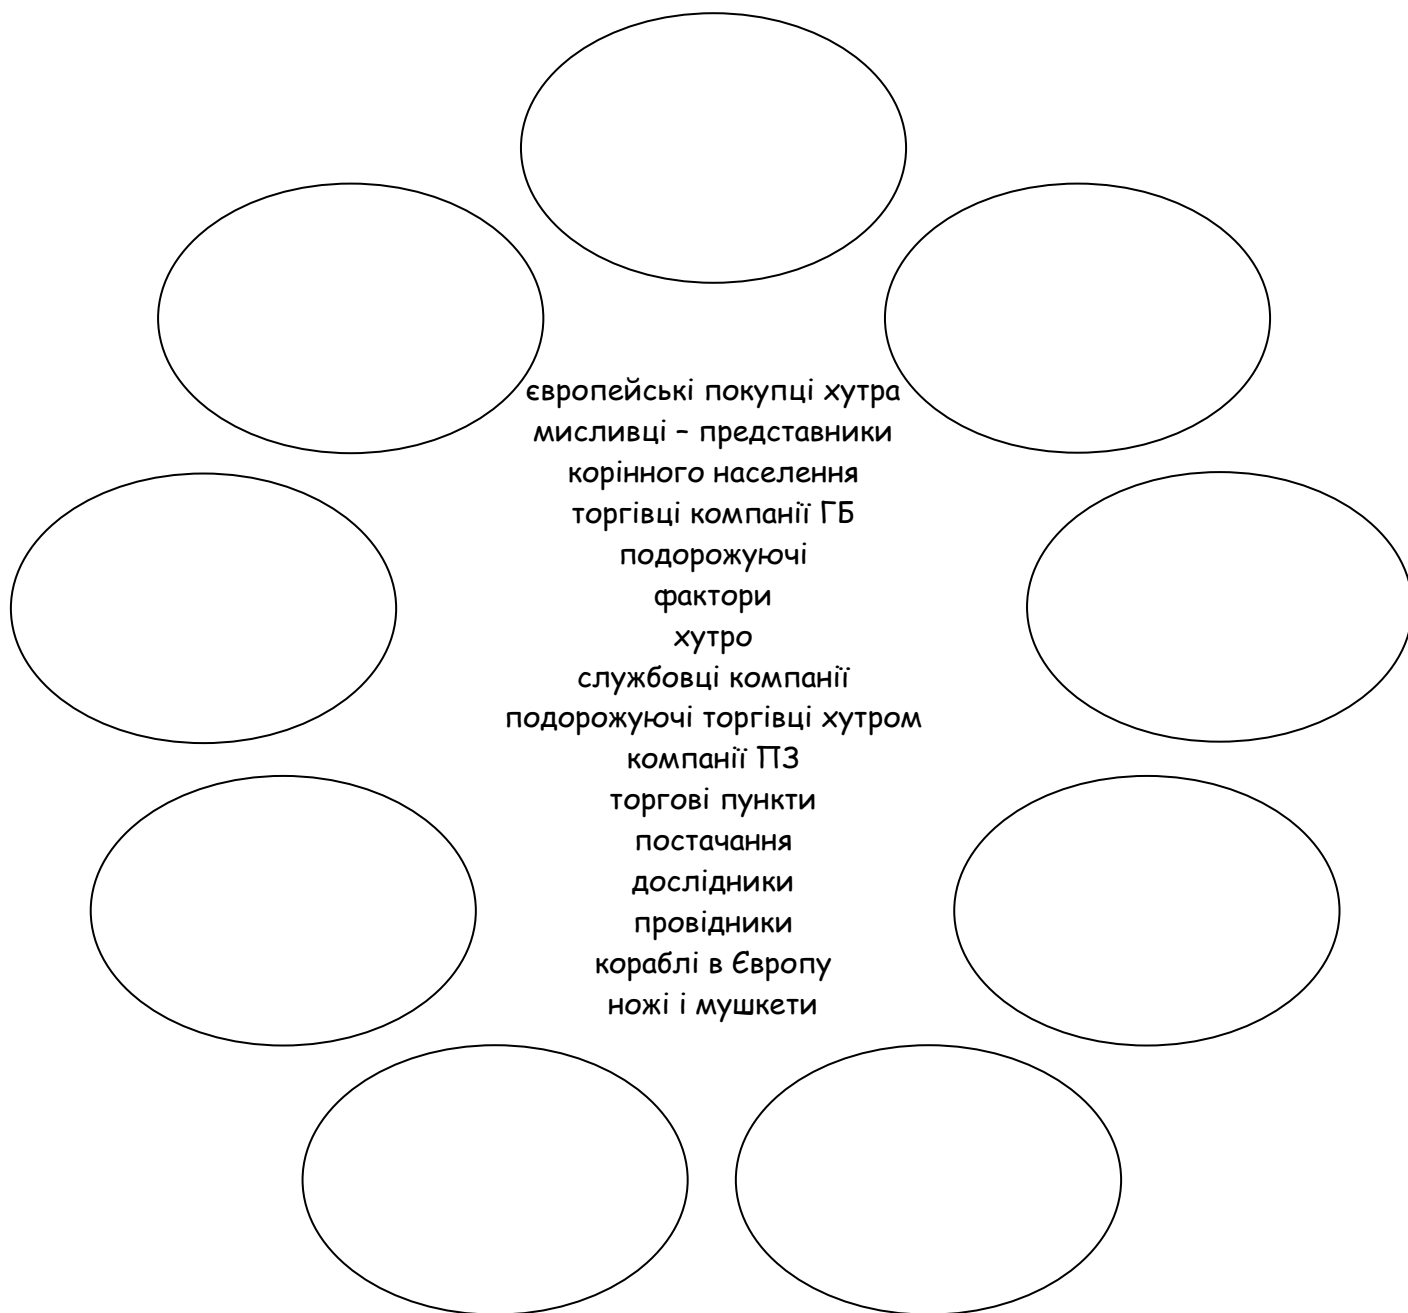 європейські покупці хутра
мисливці – представники
корінного населення
торгівці компанії ГБ
подорожуючі
фактори
хутро
службовці компанії
подорожуючі торгівці хутром
компанії ПЗ
торгові пункти
постачання
дослідники
провідники
кораблі в Європу
ножі і мушкети